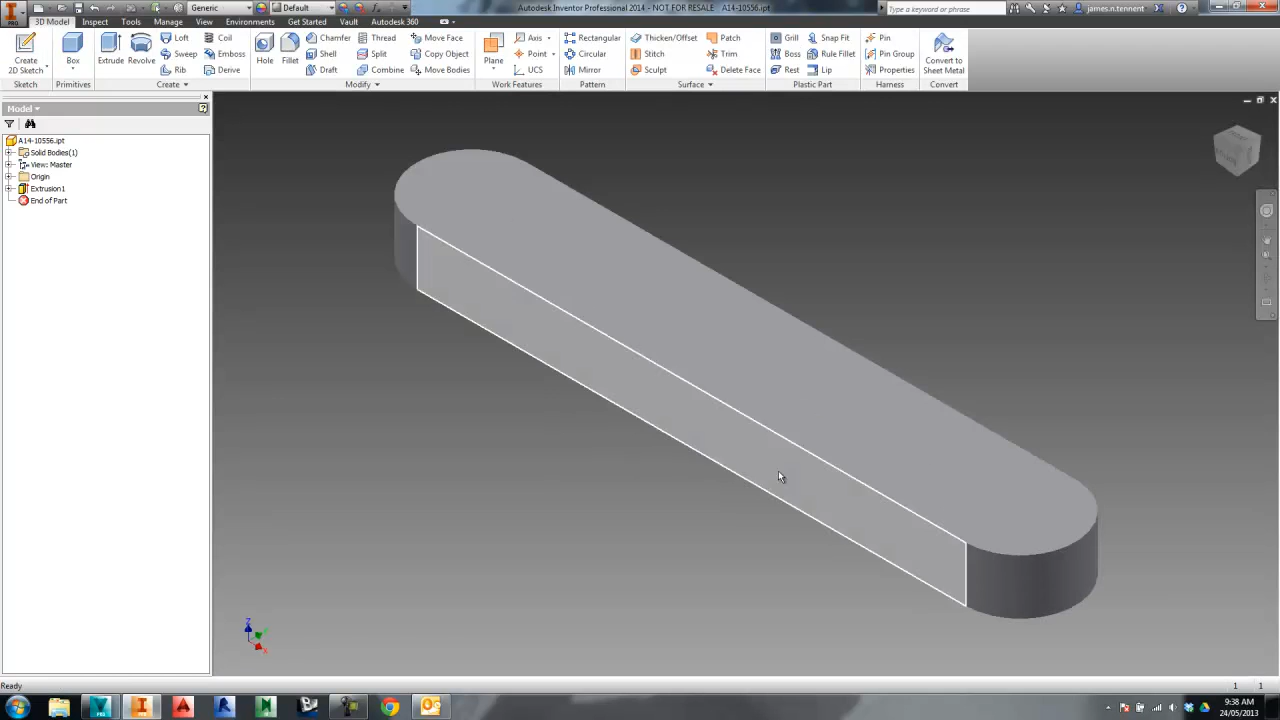 Generic
Default
Autodesk Inventor Professional 2014 - NOT FOR RESALE A14-10556.ipt
Type a keyword or phrase
james.n.tennent
PRO
3D Model Inspect Tools Manage View Environments Get Started Vault Autodesk 360
Create
2D Sketch
Box
Extrude
Revolve
Loft
Sweep
Rib
Coil
Emboss
Derive
Hole
Fillet
Chamfer
Shell
Draft
Thread
Split
Combine
Move Face
Copy Object
Move Bodies
Plane
Axis
Point
UCS
Rectangular
Circular
Mirror
Thicken/Offset
Stitch
Sculpt
Patch
Trim
Delete Face
Grill
Boss
Rest
Snap Fit
Rule Fillet
Lip
Pin
Pin Group
Properties
Convert to
Sheet Metal
Sketch Primitives Create Modify Work Features Pattern Surface Plastic Part Harness Convert
Model
A14-10556.ipt
Solid Bodies(1)
View: Master
Origin
Extrusion1
End of Part
Z
X
Ready
1 1
9:38 AM
24/05/2013